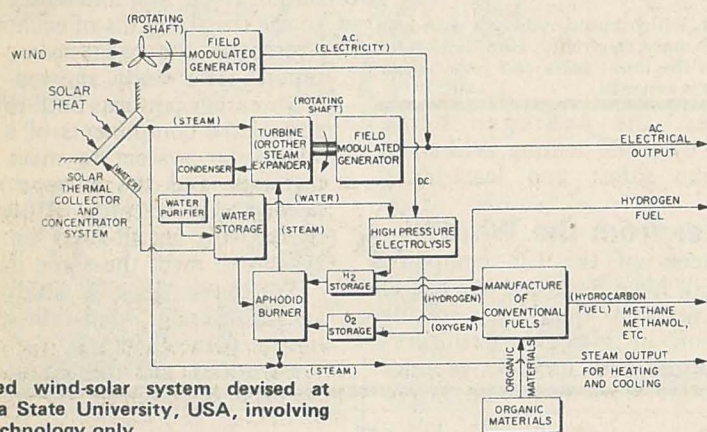 (ROTATING
SHAFT)
WIND
FIELD
MODULATED
GENERATOR
A.C.
(ELECTRICITY)
SOLAR
HEAT
(STEAM)
(ROTATING
SHAFT)
TURBINE
(OR OTHER
STEAM
EXPANDER)
FIELD
MODULATED
GENERATOR
AC
ELECTRICAL
OUTPUT
(WATER)
SOLAR
THERMAL
COLLECTOR
AND
CONCENTRATOR
SYSTEM
CONDENSER
D.C.
WATER
PURIFIER
WATER
STORAGE
(WATER)
(STEAM)
HIGH PRESSURE
ELECTROLYSIS
HYDROGEN
FUEL
APHODID
BURNER
H2
STORAGE
(HYDROGEN)
O2
STORAGE
(OXYGEN)
MANUFACTURE
OF
CONVENTIONAL
FUELS
(HYDROCARBON
FUEL)
METHANE
METHANOL,
ETC.
(STEAM)
STEAM OUTPUT
FOR HEATING
AND COOLING
ORGANIC
MATERIALS
ORGANIC
MATERIALS
ed wind-solar system devised at
a State University, USA, involving
chnology only